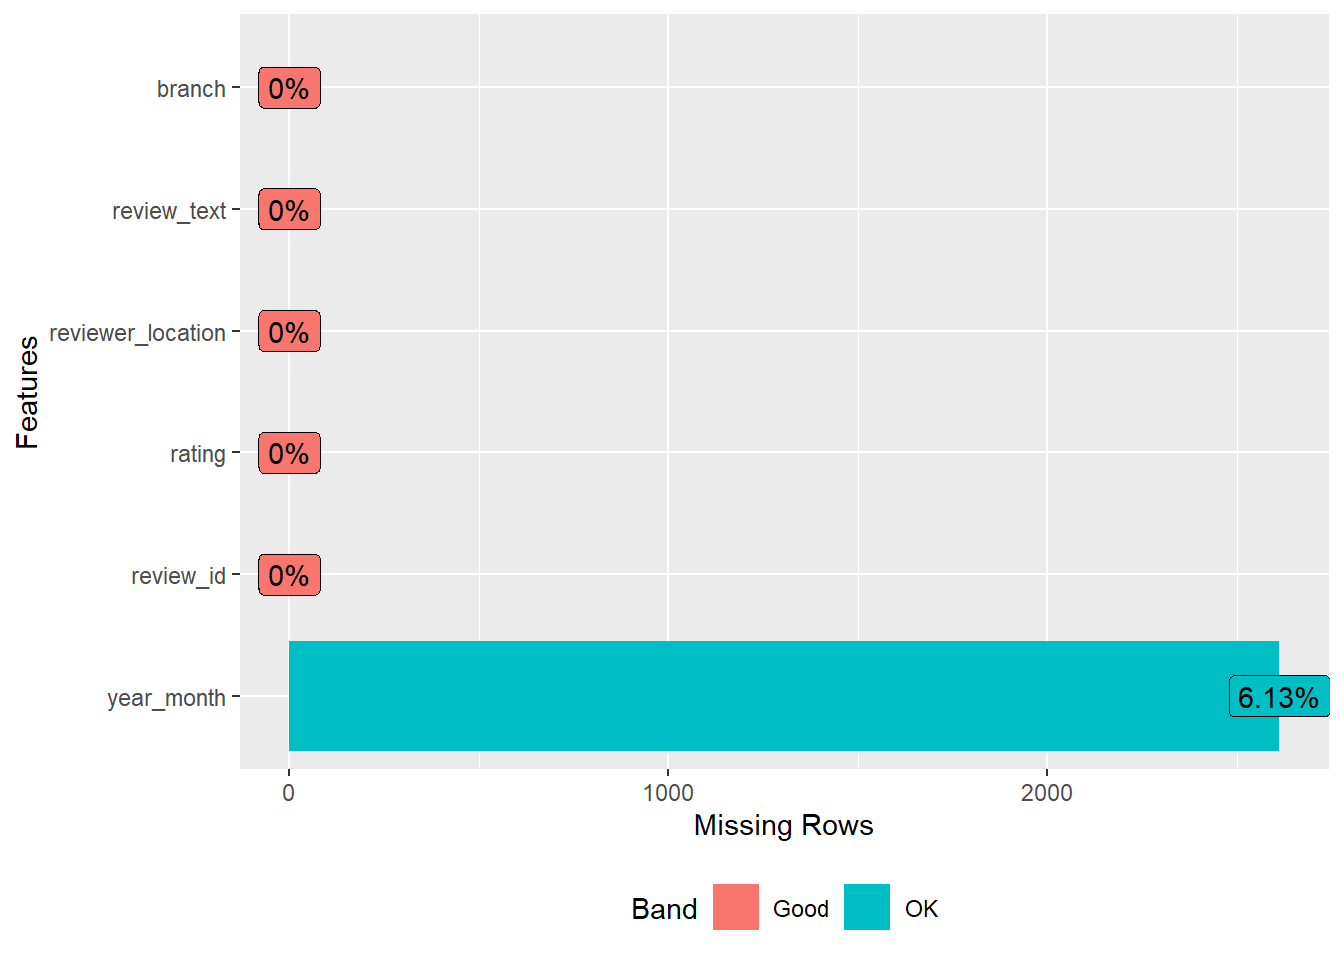 Features
branch 0%
review_text 0%
reviewer_location 0%
rating 0%
review_id 0%
year_month 6.13%
0 1000 2000
Missing Rows
Band Good OK